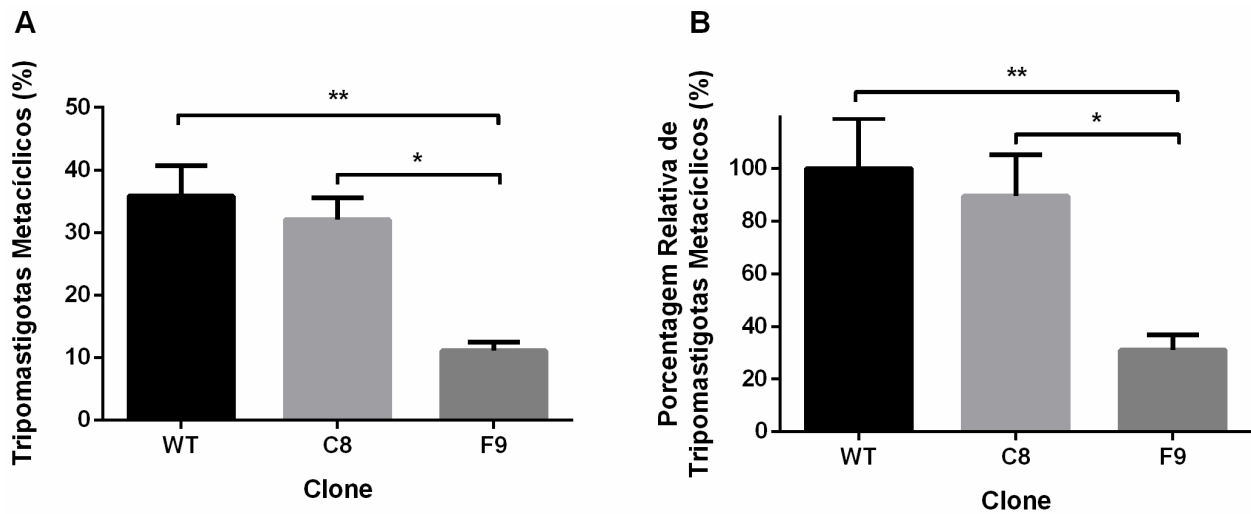 A
Tripomastigotas Metacíclicos (%)
50
40
30
20
10
0
**
*
WT
C8
F9
Clone
B
Porcentagem Relativa de
Tripomastigotas Metacíclicos (%)
100
80
60
40
20
0
**
*
WT
C8
F9
Clone